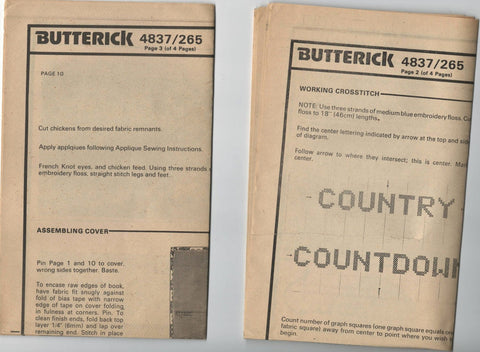 BUTTERICK 4837/265
Page 3 (of 4 Pages)
PAGE 10
Cut chickens from desired fabric remnants.
Apply appliques following Applique Sewing Instructions.
French Knot eyes, and chicken feed. Using three strands
embroidery floss, straight stitch legs and feet.
ASSEMBLING COVER
Pin Page 1 and 10 to cover,
wrong sides together. Baste.
To encase raw edges of book,
have fabric fit snugly against
fold of bias tape with narrow
edge of tape on cover folding
in fulness at corners. Pin. To
clean finish ends, fold back top
layer 1/4" (6mm) and lap over
remaining end. Stitch in place
BUTTERICK 4837/265
Page 2 (of 4 Pages)
WORKING CROSSTITCH
NOTE: Use three strands of medium blue embroidery floss. Cu
floss to 18" (46cm) lengths.
Find the center lettering indicated by arrow at the top and side
of diagram.
Follow arrow to where they intersect; this is center. Mar
center.
COUNTRY
COUNTDOWN
Count number of graph squares (one graph square equals one
fabric square) away from center to point where you wish
begin.